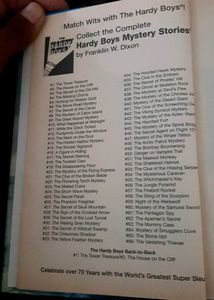 Match Wits with The Hardy Boys®!
Collect the Complete
Hardy Boys Mystery Stories
by Franklin W. Dixon
THE
HARDY
BOYS
#1: The Tower Treasure
#2: The House on the Cliff
#3: The Secret of the Old Mill
#4: The Missing Chums
#5: Hunting for Hidden Gold
#6: The Shore Road Mystery
#7: The Secret of the Caves
#8: The Mystery of Cabin Island
#9: The Great Airport Mystery
#10: What Happened at Midnight
#11: While the Clock Ticked
#12: Footprints Under the Window
#13: The Mark on the Door
#14: The Hidden Harbor Mystery
#15: The Sinister Signpost
#16: A Figure in Hiding
#17: The Secret Warning
#18: The Twisted Claw
#19: The Disappearing Floor
#20: The Mystery of the Flying Express
#21: The Clue of the Broken Blade
#22: The Flickering Torch Mystery
#23: The Melted Coins
#24: The Short-Wave Mystery
#25: The Secret Panel
#26: The Phantom Freighter
#27: The Secret of Skull Mountain
#28: The Sign of the Crooked Arrow
#29: The Secret of the Lost Tunnel
#30: The Wailing Siren Mystery
#31: The Secret of Wildcat Swamp
#32: The Crisscross Shadow
#33: The Yellow Feather Mystery
#34: The Hooded Hawk Mystery
#35: The Clue in the Embers
#36: The Secret of Pirates' Hill
#37: The Ghost at Skeleton Rock
#38: The Mystery at Devil's Paw
#39: The Mystery of the Chinese Junk
#40: Mystery of the Desert Giant
#41: The Clue of the Screeching Owl
#42: The Viking Symbol Mystery
#43: The Mystery of the Aztec Warrior
#44: The Haunted Fort
#45: The Mystery of the Spiral Bridge
#46: The Secret Agent on Flight 101
#47: Mystery of the Whale Tattoo
#48: The Arctic Patrol Mystery
#49: The Bombay Boomerang
#50: Danger on Vampire Trail
#51: The Masked Monkey
#52: The Shattered Helmet
#53: The Clue of the Hissing Serpent
#54: The Mysterious Caravan
#55: The Witchmaster's Key
#56: The Jungle Pyramid
#57: The Firebird Rocket
#58: The Sting of the Scorpion
#59: Night of the Werewolf
#60: Mystery of the Samurai Sword
#61: The Pentagon Spy
#62: The Apeman's Secret
#63: The Mummy Case
#64: Mystery of Smugglers Cove
#65: The Stone Idol
#66: The Vanishing Thieves
The Hardy Boys Back-to-Back
#1: The Tower Treasure/#2: The House on the Cliff
Celebrate over 70 Years with the World's Greatest Super Sleuths